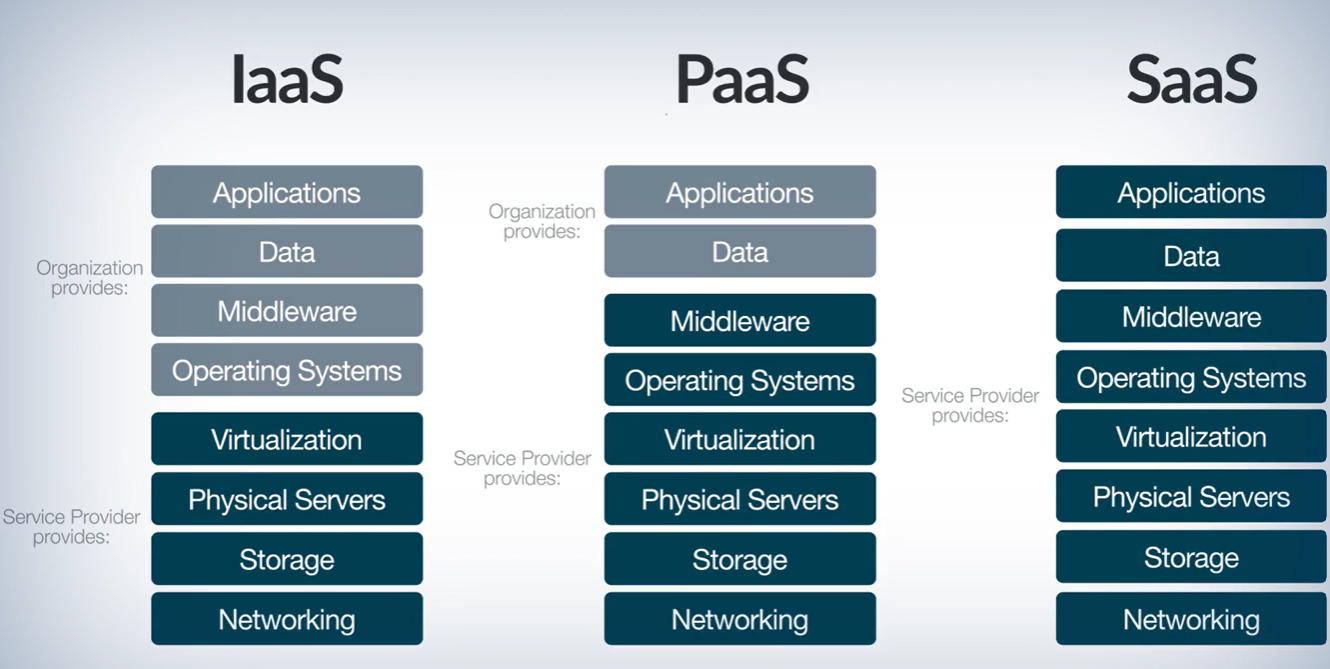 IaaS
Organization
provides:
Applications
Data
Middleware
Operating Systems
Service Provider
provides:
Virtualization
Physical Servers
Storage
Networking
PaaS
Organization
provides:
Applications
Data
Service Provider
provides:
Middleware
Operating Systems
Virtualization
Physical Servers
Storage
Networking
SaaS
Service Provider
provides:
Applications
Data
Middleware
Operating Systems
Virtualization
Physical Servers
Storage
Networking